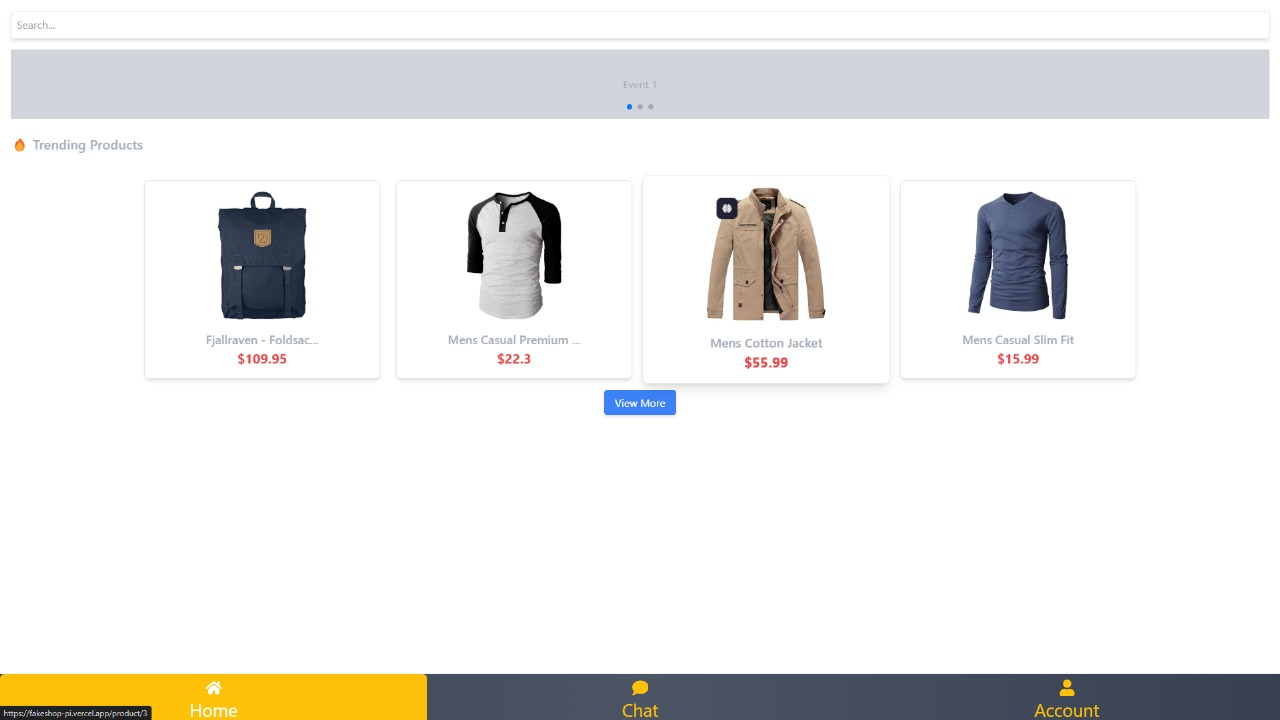 Search...
Event 1
🔥 Trending Products
Fjallraven - Foldsac...
$109.95
Mens Casual Premium ...
$22.3
Mens Cotton Jacket
$55.99
Mens Casual Slim Fit
$15.99
View More
Home
Chat
Account
https://fakeshop-pi.vercel.app/product/3